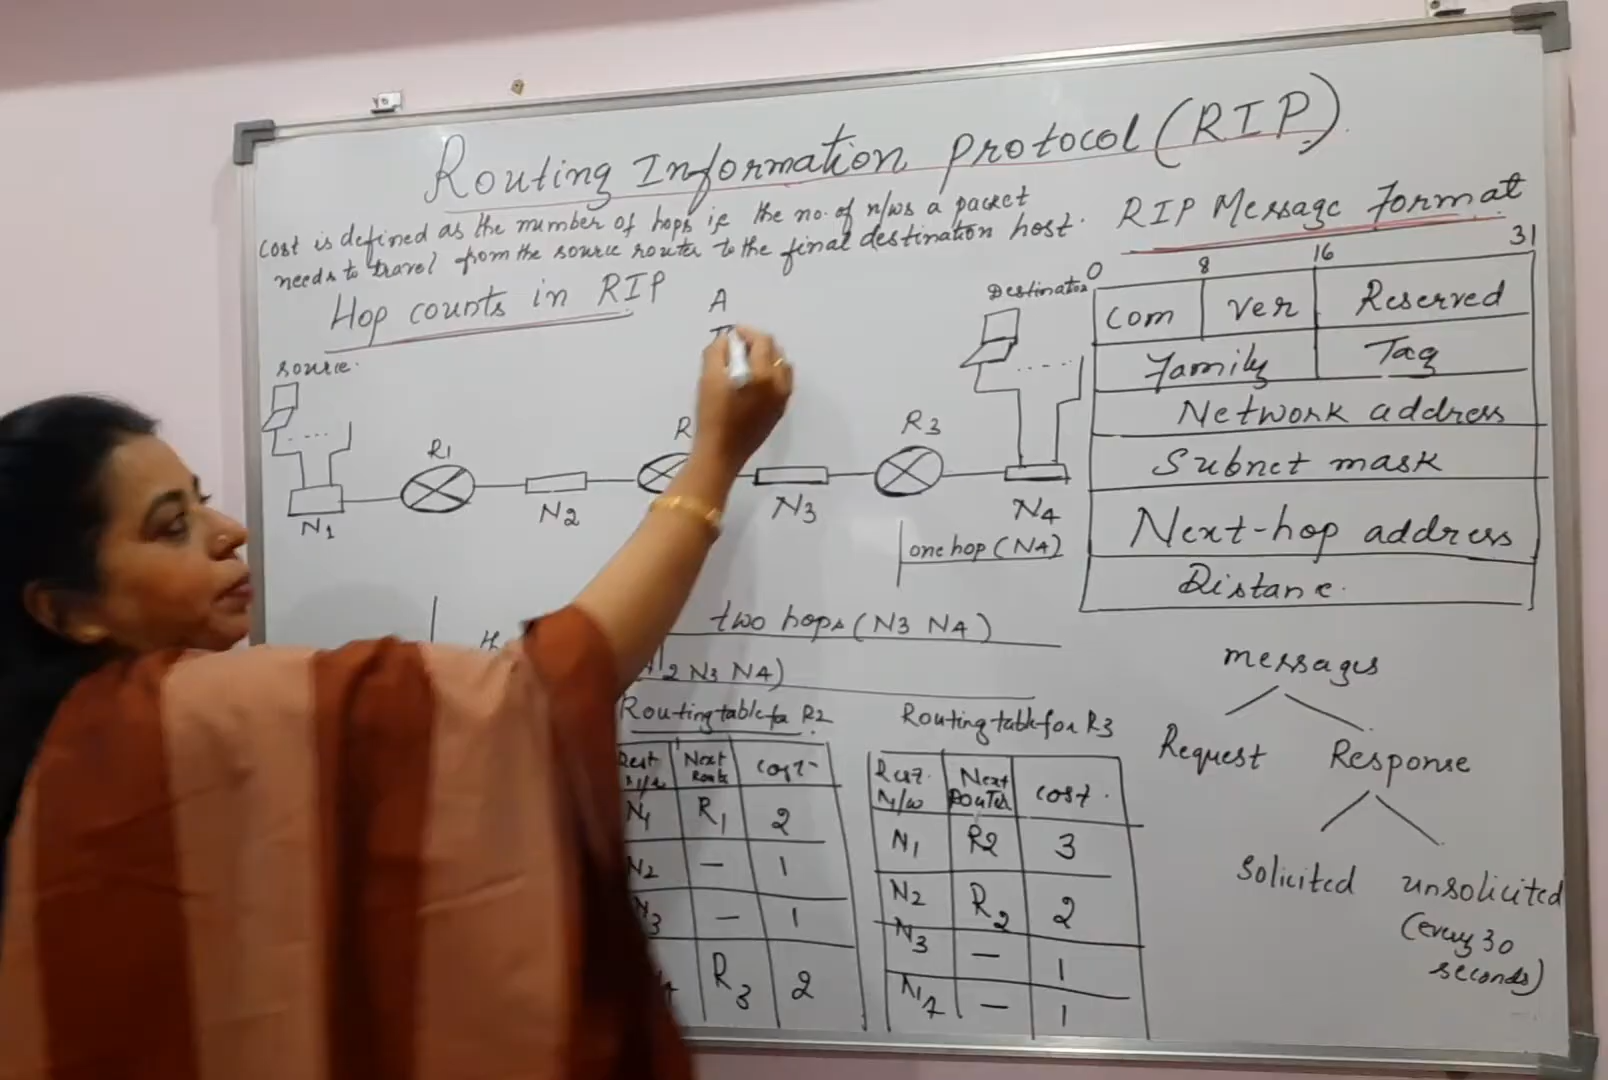 Routing Information Protocol (RIP)
cost is defined as the number of hops ie the no. of n/ws a packet
needs to travel from the source router to the final destination host.
Hop counts in RIP
A
source.
R1
R
R3
Destination
N1
N2
N3
N4
one hop (N4)
two hops (N3 N4)
2 N3 N4)
RIP Message Format
0 8 16 31
Com Ver Reserved
Family Tag
Network address
Subnet mask
Next-hop address
Distance.
messages
Request Response
Solicited unsolicited
(every 30
seconds)
Routing table for R2
Dest Next cost
N/w Route
N1 R1 2
N2 — 1
N3 — 1
R3 2
Routing table for R3
Dest. Next cost.
N/w Router
N1 R2 3
N2 R2 2
N3 — 1
— 1